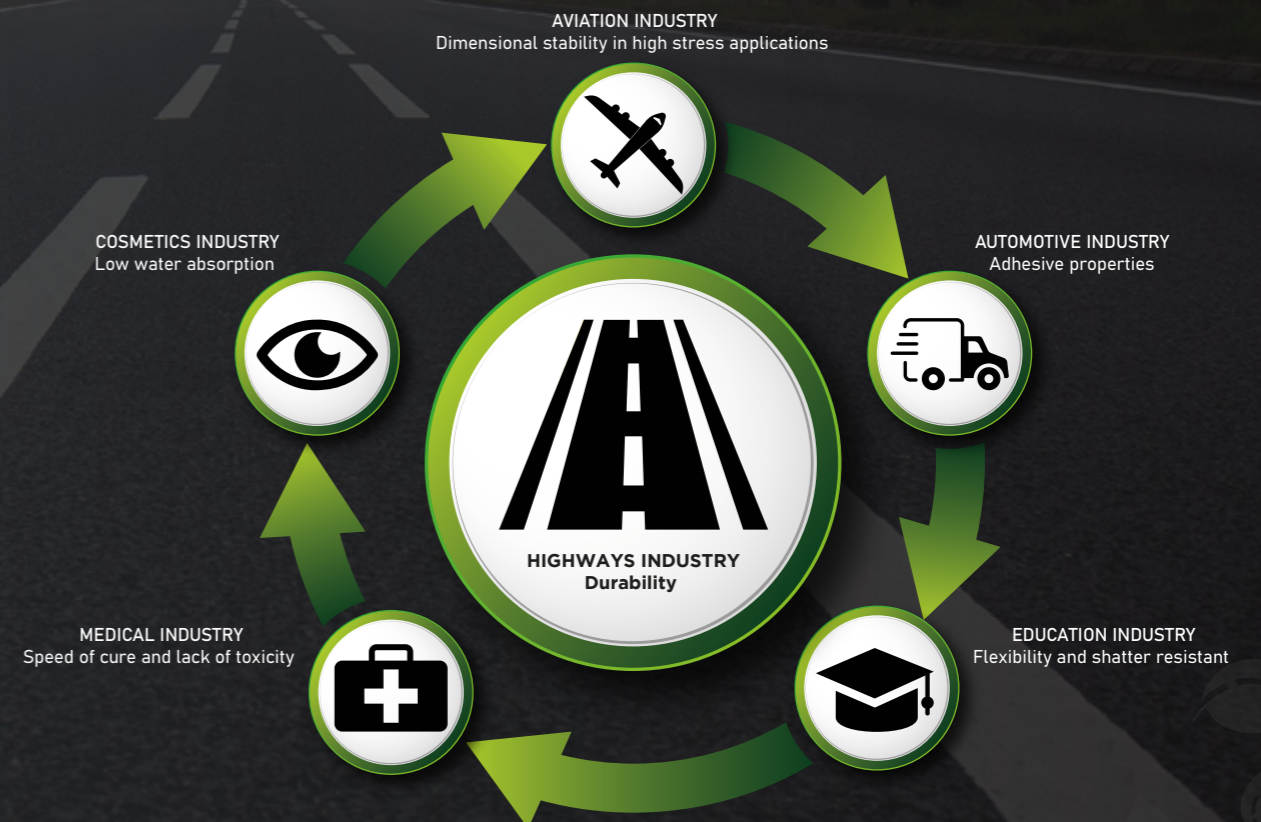 AVIATION INDUSTRY
Dimensional stability in high stress applications
COSMETICS INDUSTRY
Low water absorption
AUTOMOTIVE INDUSTRY
Adhesive properties
HIGHWAYS INDUSTRY
Durability
MEDICAL INDUSTRY
Speed of cure and lack of toxicity
EDUCATION INDUSTRY
Flexibility and shatter resistant